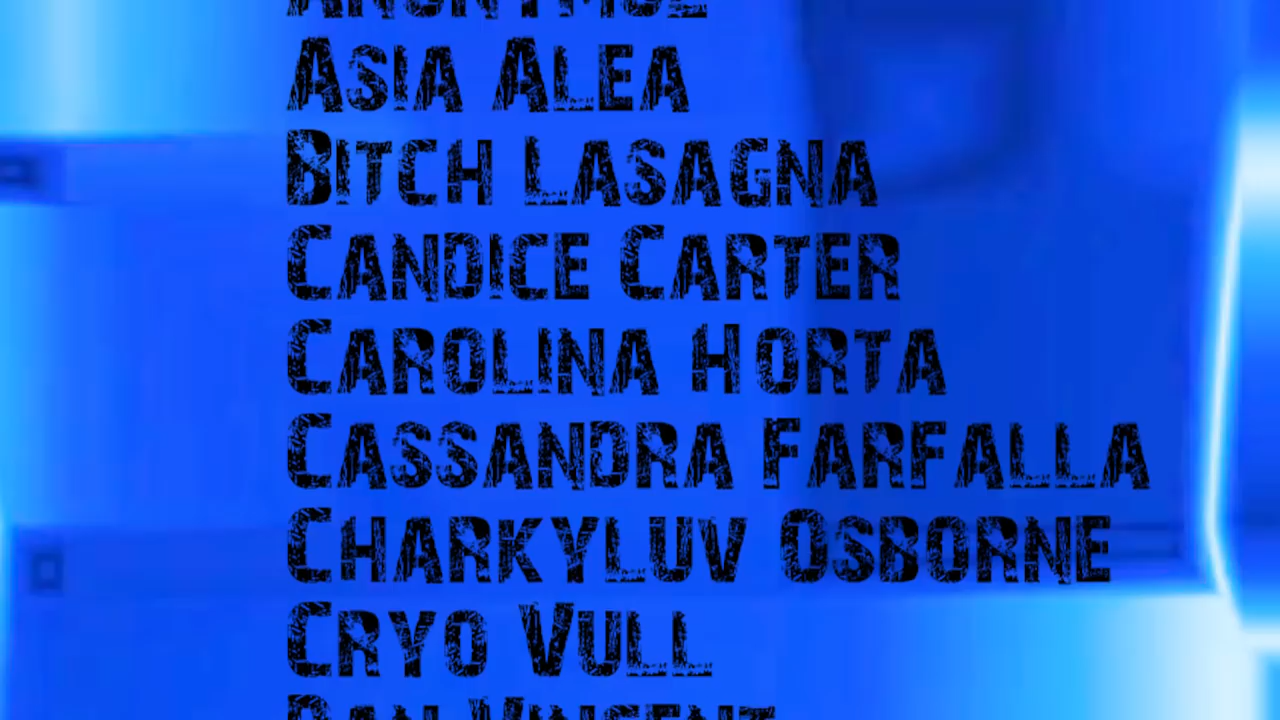 Asia Alea
Bitch Lasagna
Candice Carter
Carolina Horta
Cassandra Farfalla
Charkyluv Osborne
Cryo Vull